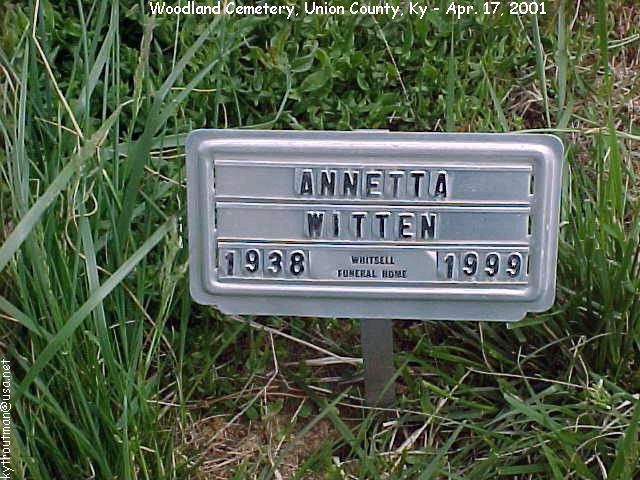 Woodland Cemetery, Union County, Ky - Apr. 17, 2001
ANNETTA
WITTEN
1938 WHITSELL FUNERAL HOME 1999
kytroutman@usa.net